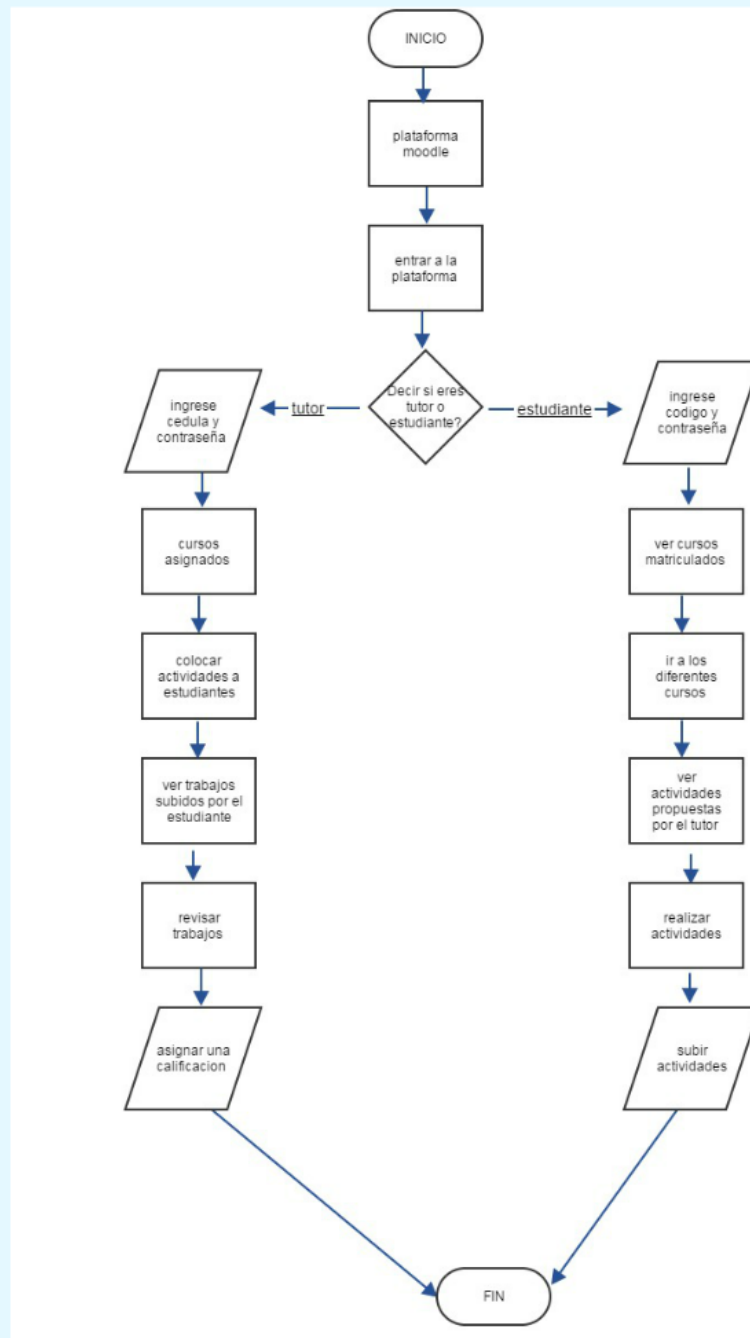 INICIO
plataforma
moodle
entrar a la
plataforma
Decir si eres
tutor o
estudiante?
tutor
estudiante
ingrese
cedula y
contraseña
cursos
asignados
colocar
actividades a
estudiantes
ver trabajos
subidos por el
estudiante
revisar
trabajos
asignar una
calificacion
ingrese
codigo y
contraseña
ver cursos
matriculados
ir a los
diferentes
cursos
ver
actividades
propuestas
por el tutor
realizar
actividades
subir
actividades
FIN